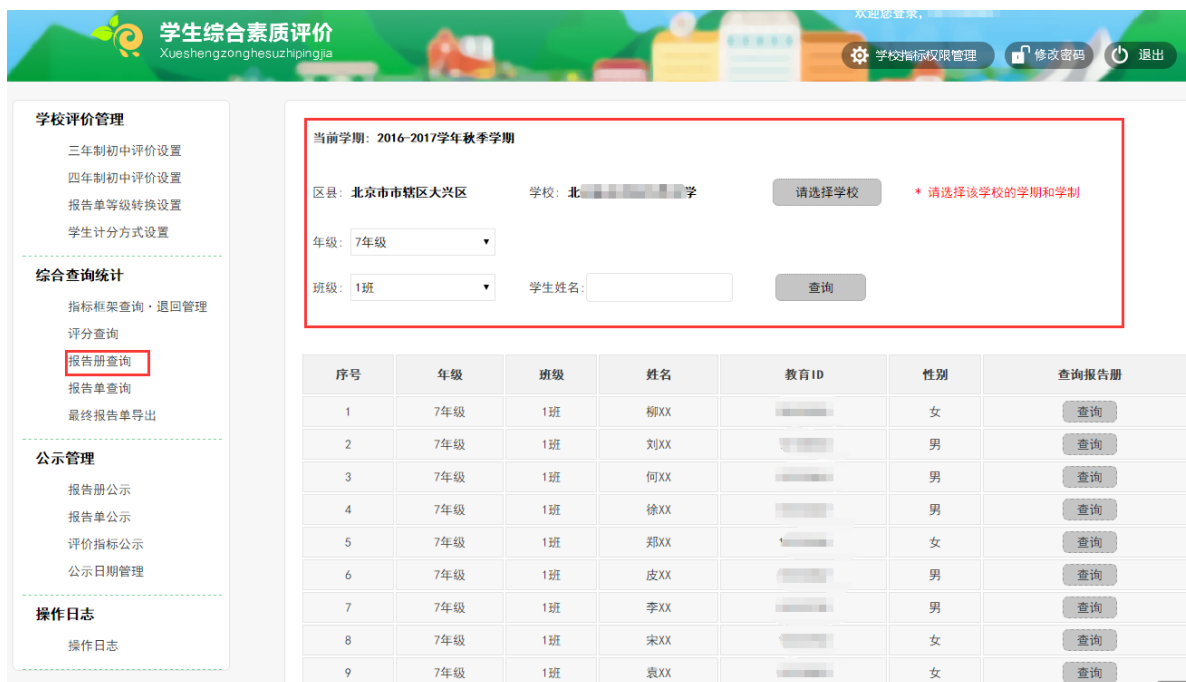 欢迎您登录,
学生综合素质评价
Xueshengzonghesuzhipingjia
学校指标权限管理 修改密码 退出
学校评价管理
三年制初中评价设置
四年制初中评价设置
报告单等级转换设置
学生计分方式设置
综合查询统计
指标框架查询·退回管理
评分查询
报告册查询
报告单查询
最终报告单导出
公示管理
报告册公示
报告单公示
评价指标公示
公示日期管理
操作日志
操作日志
当前学期: 2016-2017学年秋季学期
区县: 北京市市辖区大兴区 学校: 北 学 请选择学校 * 请选择该学校的学期和学制
年级: 7年级
班级: 1班 学生姓名: 查询
序号 年级 班级 姓名 教育ID 性别 查询报告册
1 7年级 1班 柳XX 女 查询
2 7年级 1班 刘XX 男 查询
3 7年级 1班 何XX 男 查询
4 7年级 1班 徐XX 男 查询
5 7年级 1班 郑XX 女 查询
6 7年级 1班 皮XX 男 查询
7 7年级 1班 李XX 男 查询
8 7年级 1班 宋XX 女 查询
9 7年级 1班 袁XX 女 查询